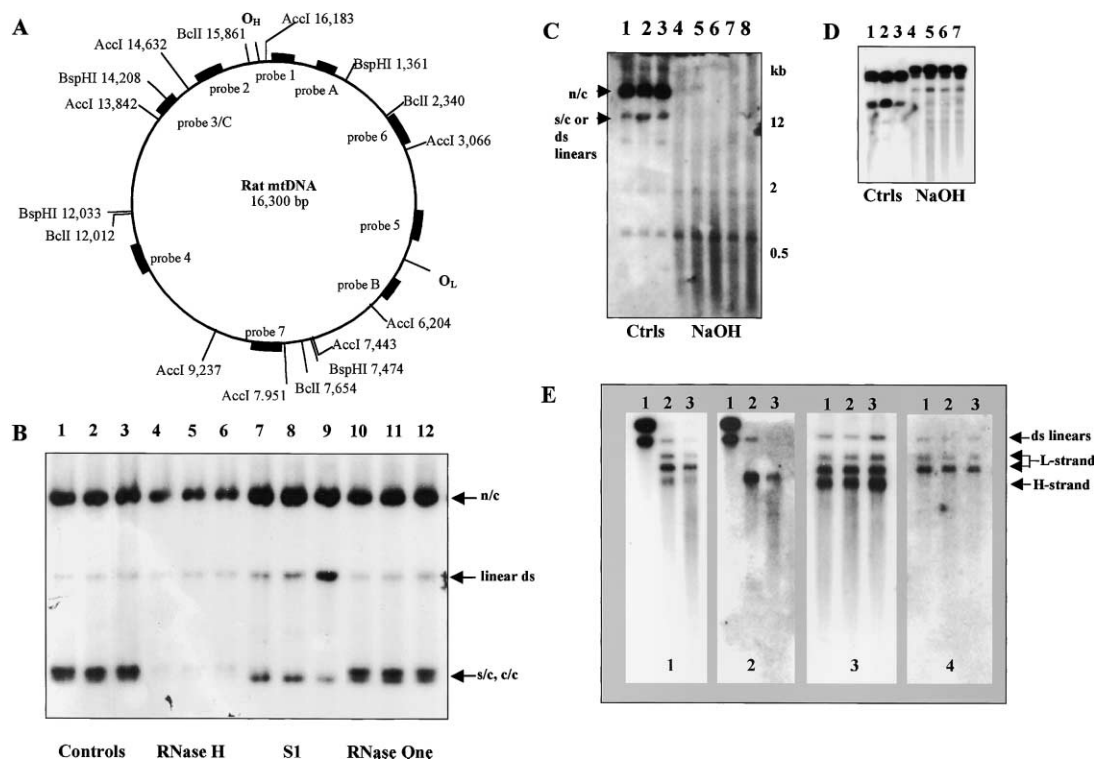 A
O_H
AccI 16,183
BclI 15,861
AccI 14,632
BspHI 14,208
AccI 13,842
probe 1
probe A
probe 2
probe 3/C
BspHI 1,361
BclI 2,340
probe 6
AccI 3,066
Rat mtDNA
16,300 bp
BspHI 12,033
BclI 12,012
probe 5
probe 4
O_L
probe B
AccI 6,204
probe 7
AccI 7,443
AccI 9,237
BspHI 7,474
AccI 7.951
BclI 7,654
B
1 2 3 4 5 6 7 8 9 10 11 12
n/c
linear ds
s/c, c/c
Controls RNase H S1 RNase One
C
1 2 3 4 5 6 7 8
kb
n/c
s/c or
ds
linears
12
2
0.5
Ctrls NaOH
D
1 2 3 4 5 6 7
Ctrls NaOH
E
1 2 3 1 2 3 1 2 3 1 2 3
ds linears
L-strand
H-strand
1 2 3 4